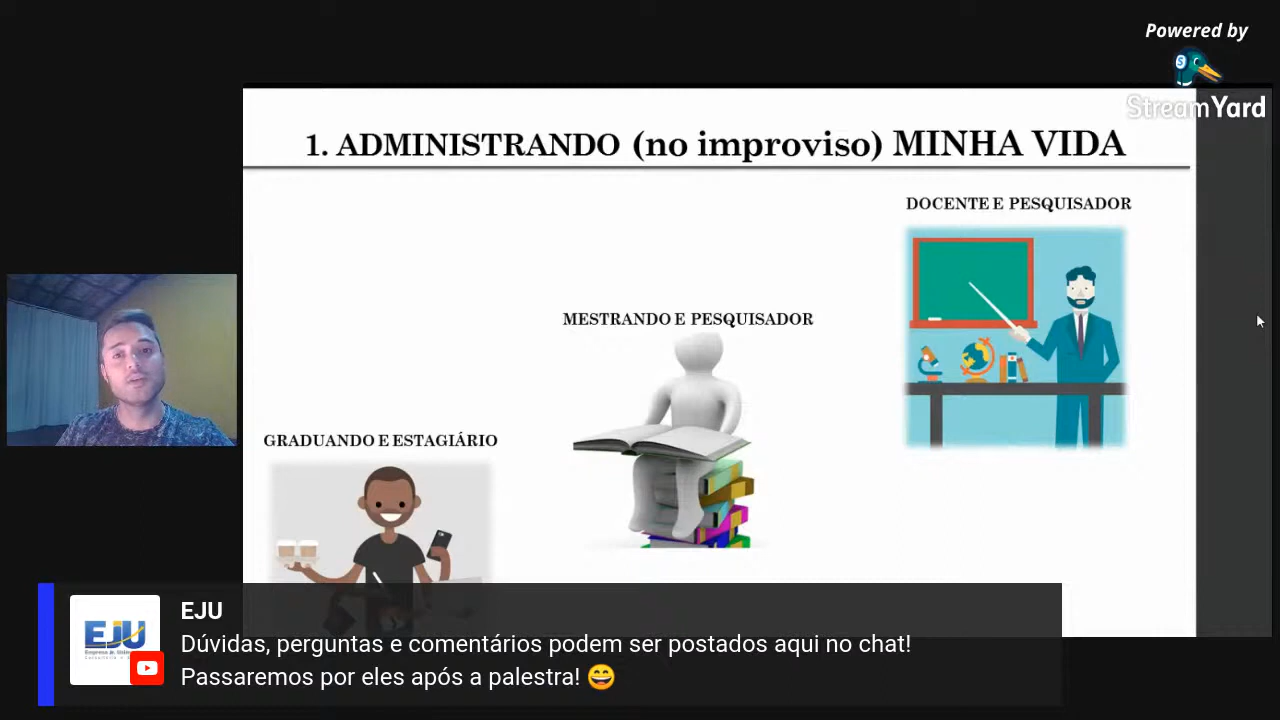 Powered by
StreamYard
1. ADMINISTRANDO (no improviso) MINHA VIDA
DOCENTE E PESQUISADOR
MESTRANDO E PESQUISADOR
GRADUANDO E ESTAGIÁRIO
EJU
EJU
Dúvidas, perguntas e comentários podem ser postados aqui no chat!
Passaremos por eles após a palestra! 😄